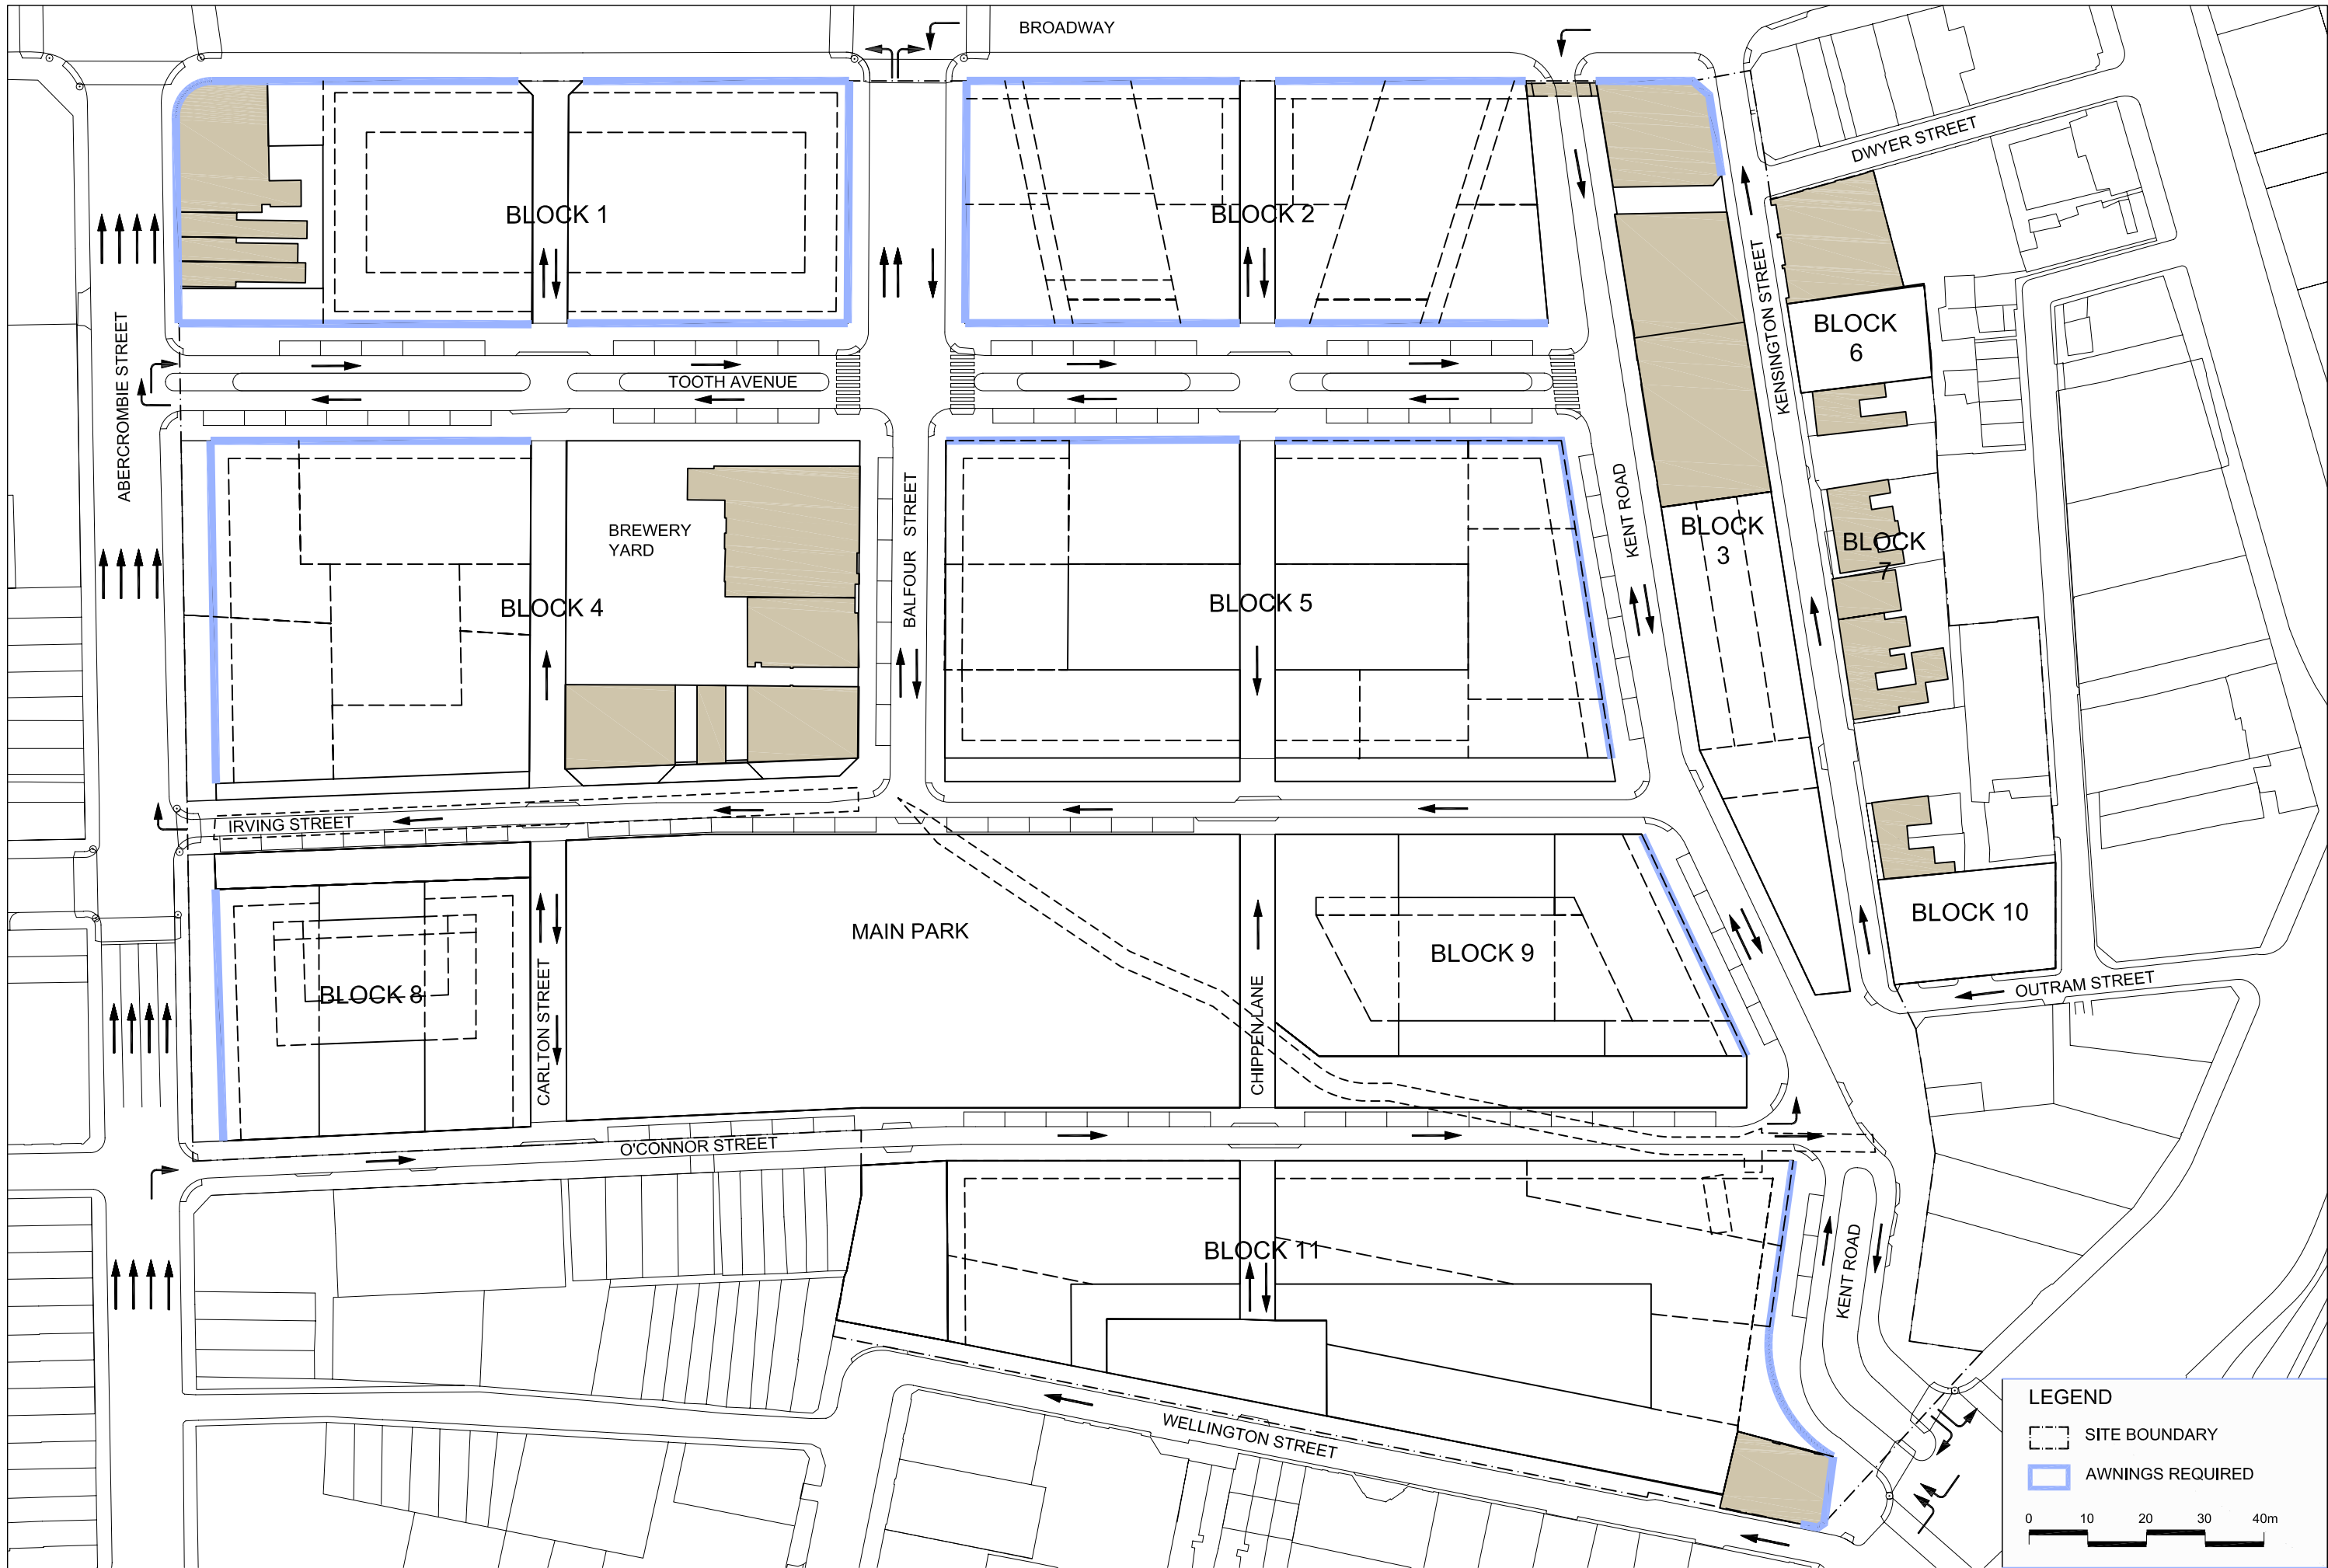 BROADWAY
DWYER STREET
BLOCK 1
BLOCK 2
KENSINGTON STREET
ABERCROMBIE STREET
BLOCK
6
TOOTH AVENUE
BREWERY
YARD
BALFOUR STREET
KENT ROAD
BLOCK
3
BLOCK
7
BLOCK 4
BLOCK 5
IRVING STREET
MAIN PARK
BLOCK 9
BLOCK 10
BLOCK 8
CARLTON STREET
CHIPPEN LANE
OUTRAM STREET
O'CONNOR STREET
BLOCK 11
KENT ROAD
WELLINGTON STREET
LEGEND
SITE BOUNDARY
AWNINGS REQUIRED
0 10 20 30 40m